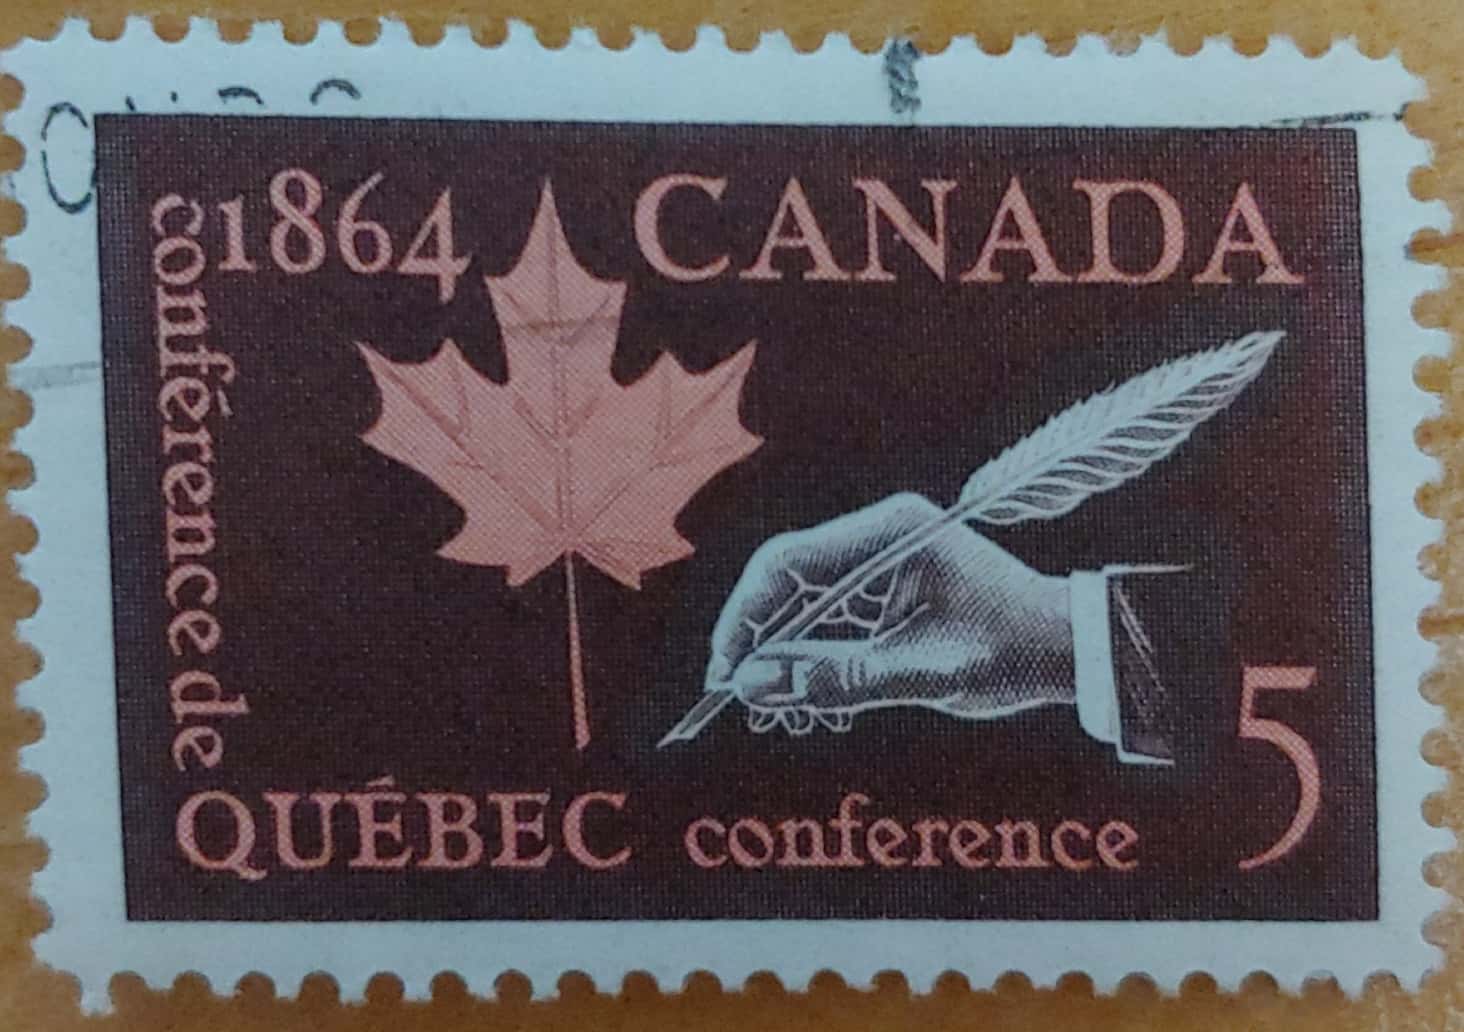 1864 CANADA
conférence de
QUÉBEC conference
5